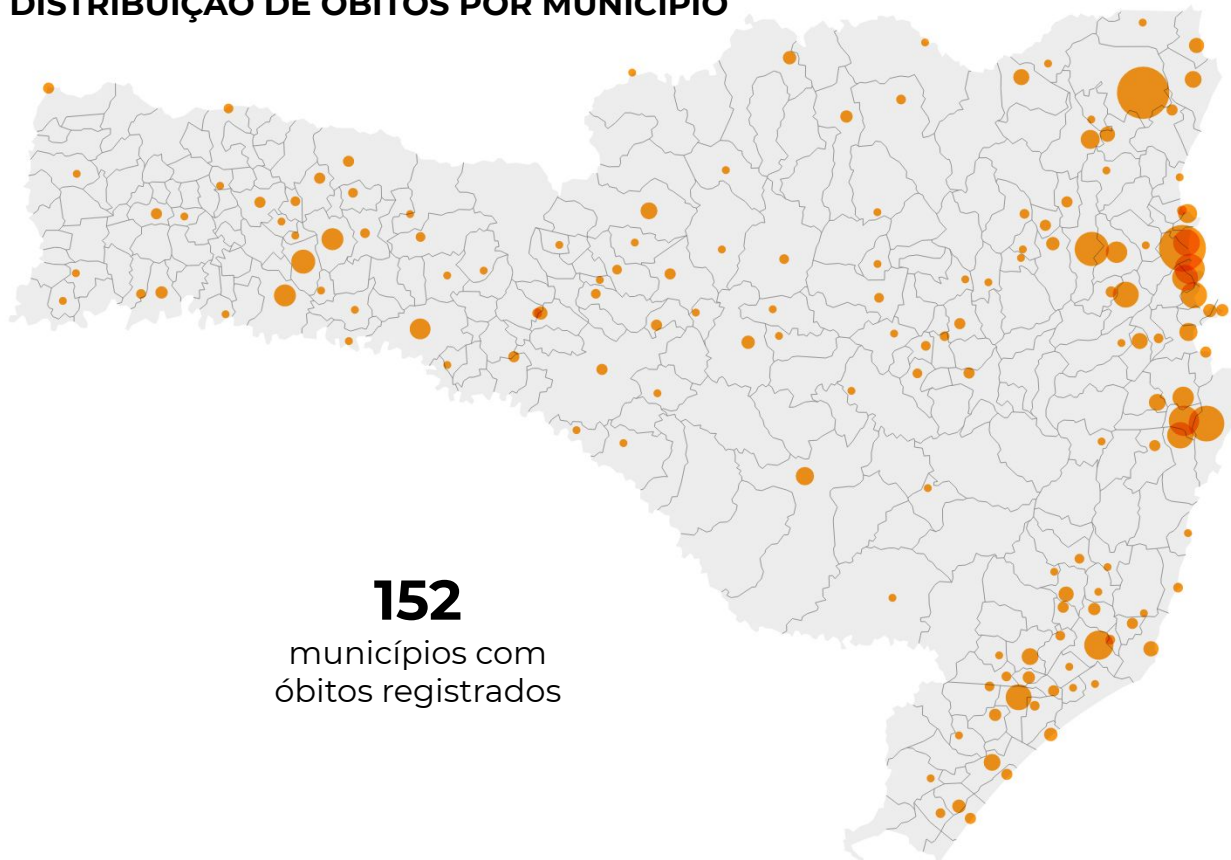 DISTRIBUIÇÃO DE ÓBITOS POR MUNICÍPIO
152
municípios com
óbitos registrados